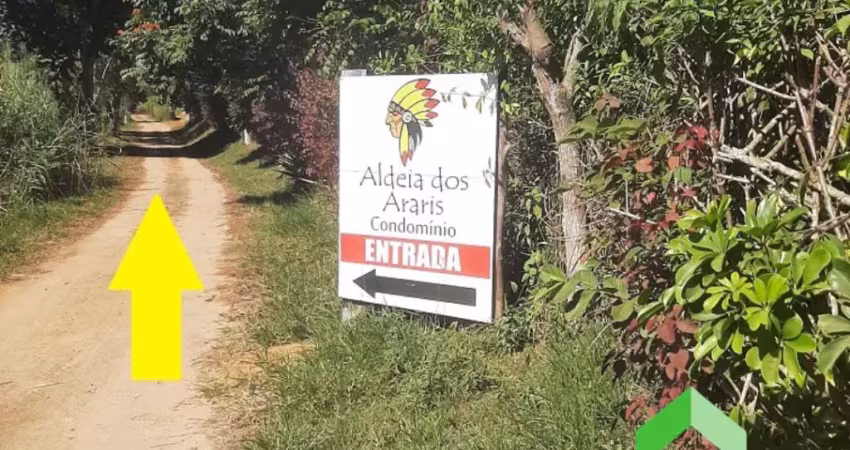 Aldeia dos
Araris
Condomínio
ENTRADA